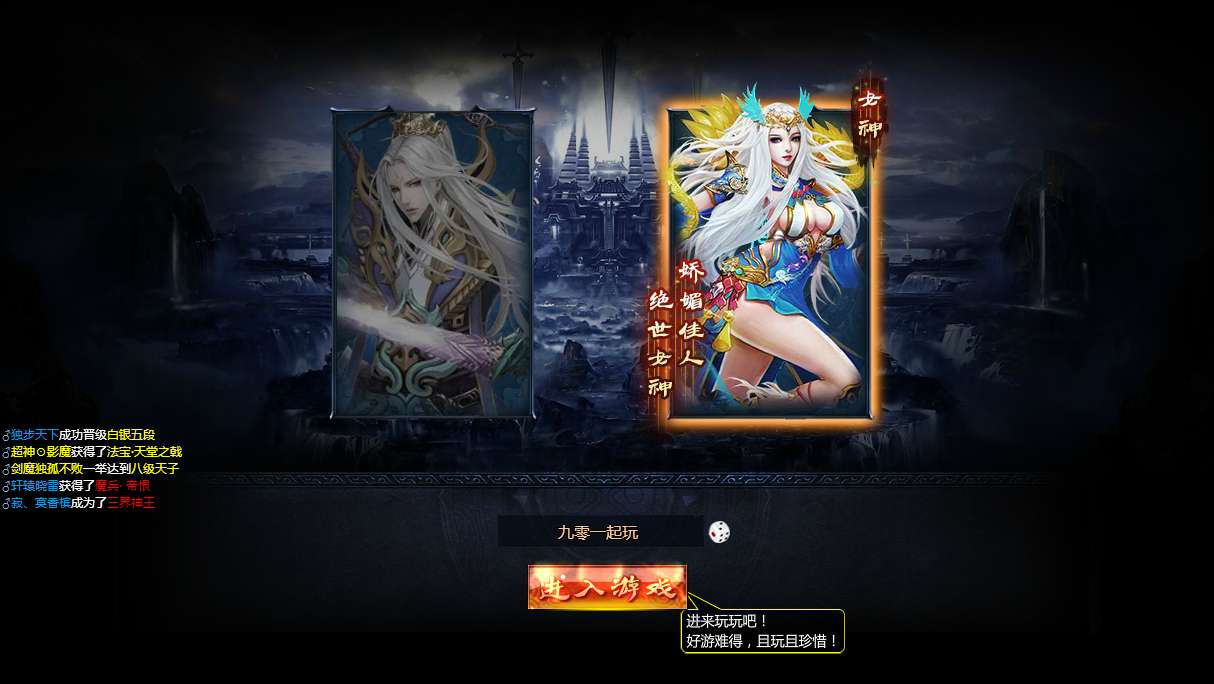 女神
娇媚佳人
绝世女神
♂独步天下成功晋级白银五段
♂超神⊙影魔获得了法宝·天堂之戟
♂剑魔独孤不败一举达到八级天子
♂轩辕晓雷获得了魔兵·帝恨
♂寂、寞香槟成为了三界神王
九零一起玩
进入游戏
进来玩玩吧！
好游难得，且玩且珍惜！